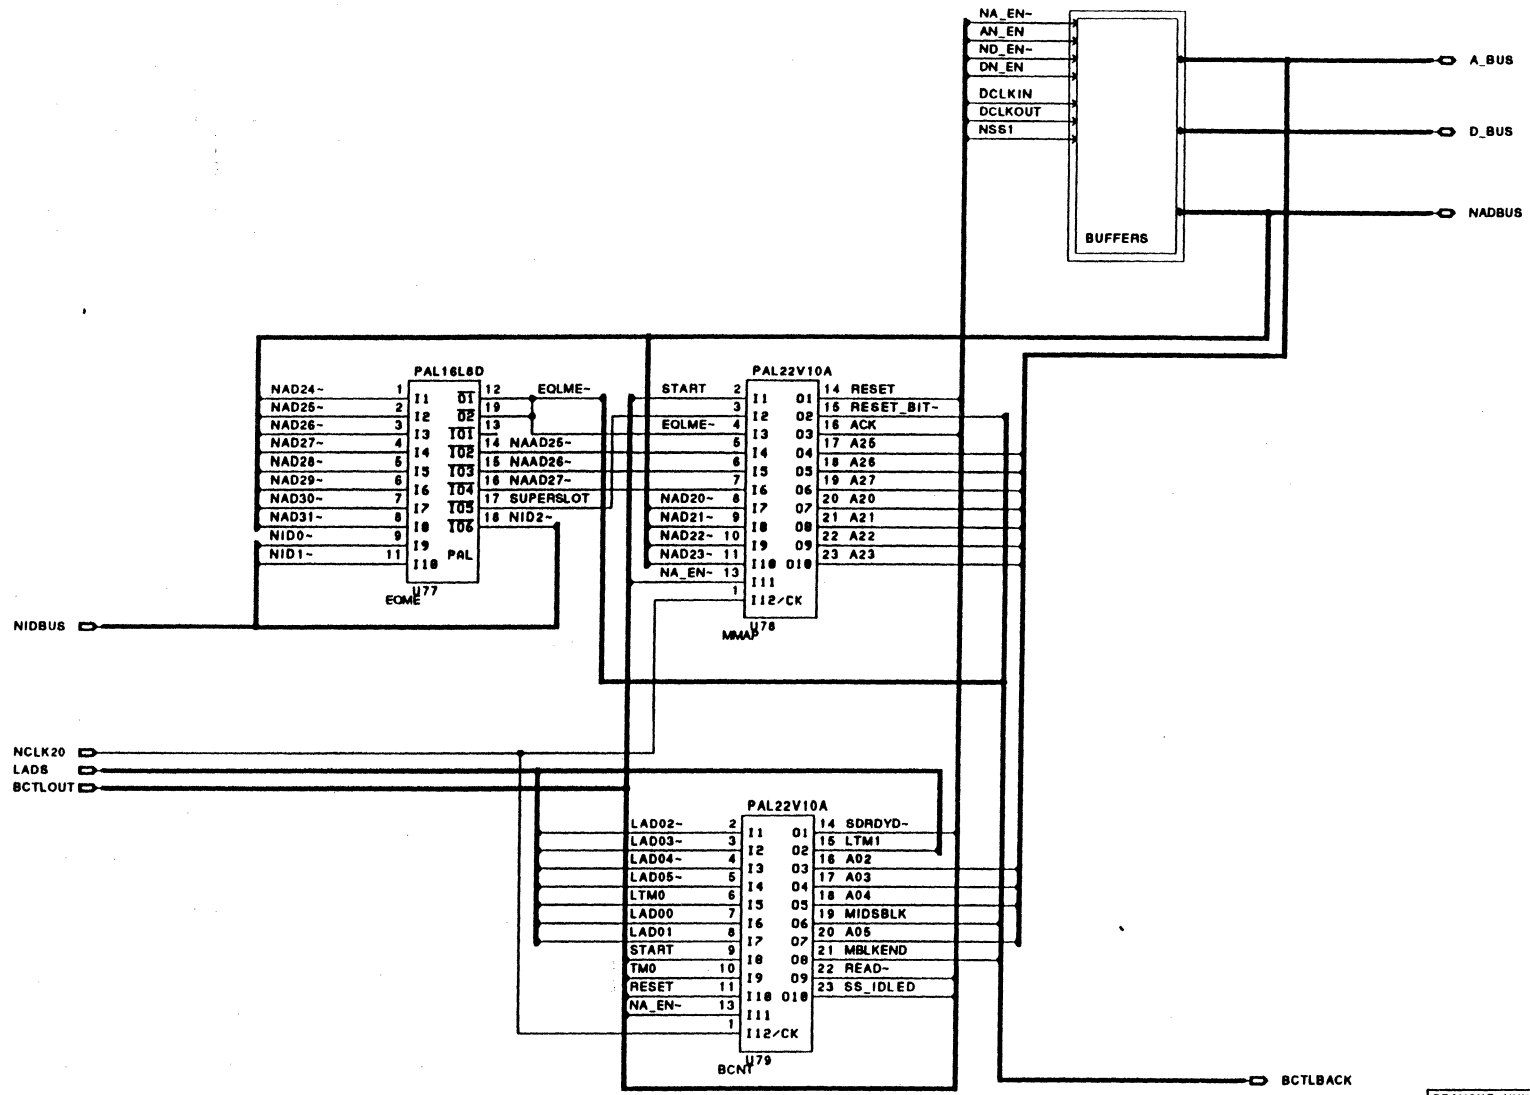 NA_EN~
AN_EN
ND_EN~
DN_EN
DCLKIN
DCLKOUT
NSS1
BUFFERS
A_BUS
D_BUS
NADBUS
PAL16L8D
NAD24~ 1 I1 O1 12 EQLME~
NAD25~ 2 I2 O2 19
NAD26~ 3 I3 IO1 13
NAD27~ 4 I4 IO2 14 NAAD25~
NAD28~ 5 I5 IO3 15 NAAD26~
NAD29~ 6 I6 IO4 16 NAAD27~
NAD30~ 7 I7 IO5 17 SUPERSLOT
NAD31~ 8 I8 IO6 18 NID2~
NID0~ 9 I9
NID1~ 11 I10
PAL
U77
EQME
PAL22V10A
START 2 I1 O1 14 RESET
3 I2 O2 15 RESET_BIT~
EQLME~ 4 I3 O3 16 ACK
5 I4 O4 17 A25
6 I5 O5 18 A26
7 I6 O6 19 A27
NAD20~ 8 I7 O7 20 A20
NAD21~ 9 I8 O8 21 A21
NAD22~ 10 I9 O9 22 A22
NAD23~ 11 I10 O10 23 A23
NA_EN~ 13 I11
1 I12/CK
U78
MMAP
NIDBUS
NCLK20
LADS
BCTLOUT
PAL22V10A
LAD02~ 2 I1 O1 14 SDRDYD~
LAD03~ 3 I2 O2 15 LTM1
LAD04~ 4 I3 O3 16 A02
LAD05~ 5 I4 O4 17 A03
LTM0 6 I5 O5 18 A04
LAD00 7 I6 O6 19 MIDSBLK
LAD01 8 I7 O7 20 A05
START 9 I8 O8 21 MBLKEND
TM0 10 I9 O9 22 READ~
RESET 11 I10 O10 23 SS_IDLED
NA_EN~ 13 I11
1 I12/CK
U79
BCNT
BCTLBACK